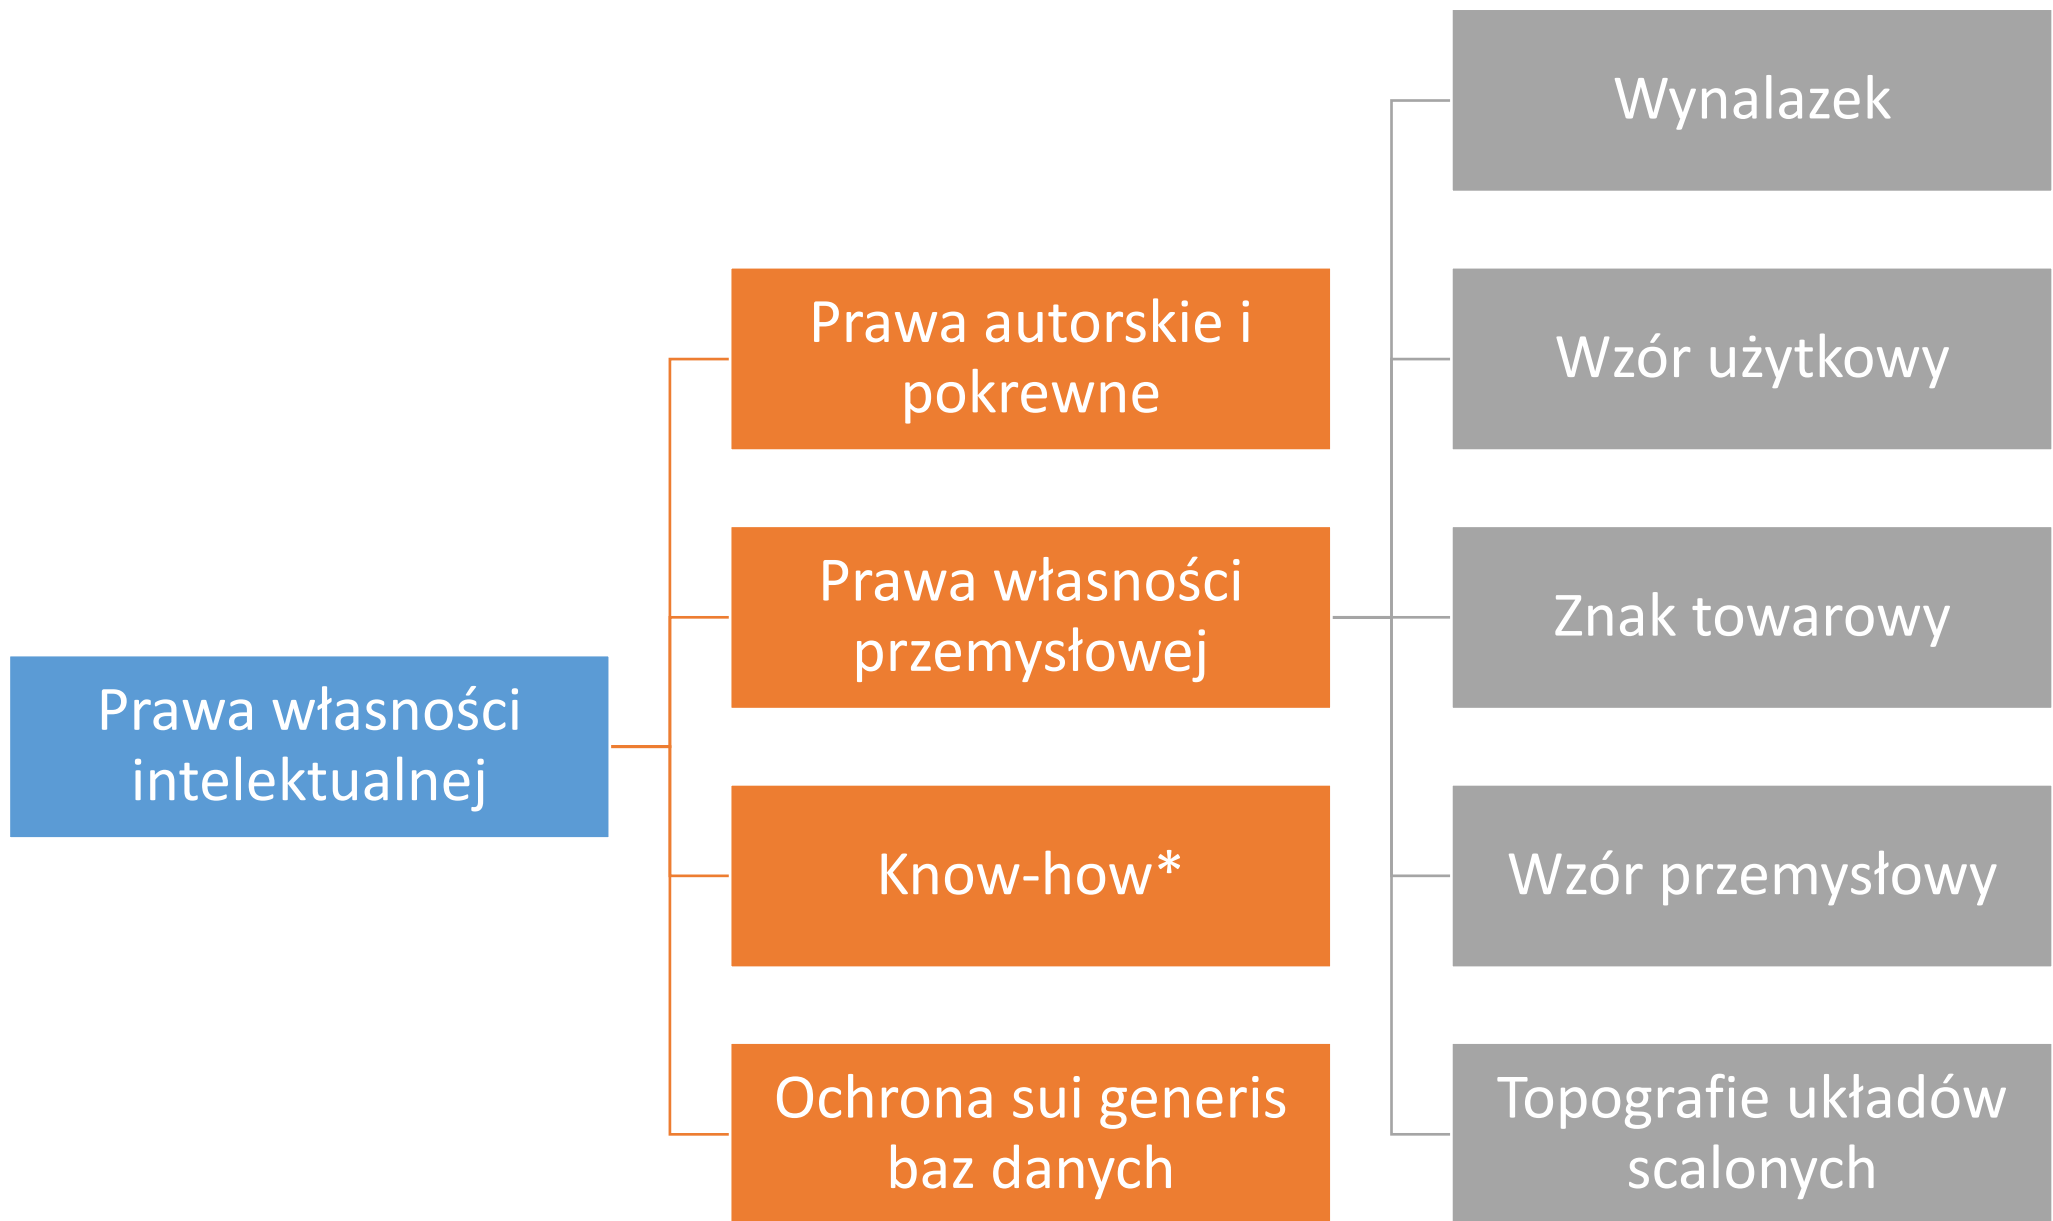 Prawa własności
intelektualnej
Prawa autorskie i
pokrewne
Prawa własności
przemysłowej
Know-how*
Ochrona sui generis
baz danych
Wynalazek
Wzór użytkowy
Znak towarowy
Wzór przemysłowy
Topografie układów
scalonych